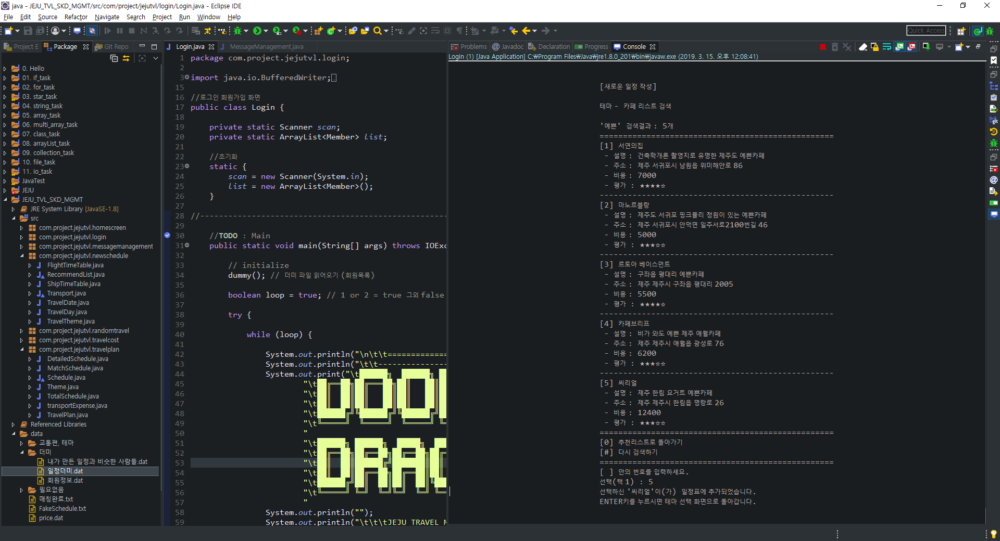 java - JEJU_TVL_SKD_MGMT/src/com/project/jejutvl/login/Login.java - Eclipse IDE
File Edit Source Refactor Navigate Search Project Run Window Help
Quick Access
Project E Package Git Repo
0. Hello
01. if_task
02. for_task
03. star_task
04. string_task
05. array_task
06. multi_array_task
07. class_task
08. arrayList_task
09. collection_task
10. file_task
11. io_task
JavaTest
JEJU
JEJU_TVL_SKD_MGMT
JRE System Library [JavaSE-1.8]
src
com.project.jejutvl.homescreen
com.project.jejutvl.login
com.project.jejutvl.messagemanagement
com.project.jejutvl.newschedule
FlightTimeTable.java
RecommendList.java
ShipTimeTable.java
Transport.java
TravelDate.java
TravelDay.java
TravelTheme.java
com.project.jejutvl.randomtravel
com.project.jejutvl.travelcost
com.project.jejutvl.travelplan
DetailedSchedule.java
MatchSchedule.java
Schedule.java
Theme.java
TotalSchedule.java
transportExpense.java
TravelPlan.java
Referenced Libraries
data
교통편, 테마
더미
내가 만든 일정과 비슷한 사람들.dat
일정더미.dat
회원정보.dat
필요없음
매칭완료.txt
FakeSchedule.txt
price.dat
Login.java MessageManagement.java
1 package com.project.jejutvl.login;
2
3 import java.io.BufferedWriter;
15
16 //로그인 회원가입 화면
17 public class Login {
18
19 private static Scanner scan;
20 private static ArrayList<Member> list;
21
22 //초기화
23 static {
24 scan = new Scanner(System.in);
25 list = new ArrayList<Member>();
26 }
27
28 //-----------------------------------------------------
29
30 //TODO : Main
31 public static void main(String[] args) throws IOExc
32
33 // initialize
34 dummy(); // 더미 파일 읽어오기 (회원목록)
35
36 boolean loop = true; // 1 or 2 = true 그외 false
37
38 try {
39
40 while (loop) {
41
42 System.out.println("\n\t\t=============
43 System.out.println("\t\t---------------
44 System.out.print("\t
45 "\t
46 "\t
47 "\t
48 "\t
49 "\t
50 "
51 "\t
52 "\t
53 "\t
54 "\t
55 "\t
56 "\t
57 "
58 System.out.println("");
59 System.out.println("\t\t\tJEJU TRAVEL M
Problems Javadoc Declaration Progress Console
Login (1) [Java Application] C:₩Program Files₩Java₩jre1.8.0_201₩bin₩javaw.exe (2019. 3. 15. 오후 12:08:41)
[새로운 일정 작성]
테마 - 카페 리스트 검색
'예쁜' 검색결과 : 5개
==================================================
[1] 서연의집
- 설명 : 건축학개론 촬영지로 유명한 제주도 예쁜카페
- 주소 : 제주 서귀포시 남원읍 위미해안로 86
- 비용 : 7000
- 평가 : ★★★★☆
--------------------------------------------------
[2] 마노르블랑
- 설명 : 제주도 서귀포 핑크뮬리 정원이 있는 예쁜카페
- 주소 : 제주 서귀포시 안덕면 일주서로2100번길 46
- 비용 : 5000
- 평가 : ★★★☆☆
--------------------------------------------------
[3] 르토아 베이스먼트
- 설명 : 구좌읍 평대리 예쁜카페
- 주소 : 제주 제주시 구좌읍 평대리 2005
- 비용 : 5500
- 평가 : ★★★★☆
--------------------------------------------------
[4] 카페브리프
- 설명 : 비가 와도 예쁜 제주 애월카페
- 주소 : 제주 제주시 애월읍 광성로 76
- 비용 : 6200
- 평가 : ★★★☆☆
--------------------------------------------------
[5] 씨리얼
- 설명 : 제주 한림 요거트 예쁜카페
- 주소 : 제주 제주시 한림읍 명랑로 26
- 비용 : 12400
- 평가 : ★★★☆☆
==================================================
[0] 추천리스트로 돌아가기
[#] 다시 검색하기
==================================================
[ ] 안의 번호를 입력하세요.
선택(택 1) : 5
선택하신 '씨리얼'이(가) 일정표에 추가되었습니다.
ENTER키를 누르시면 테마 선택 화면으로 돌아갑니다.